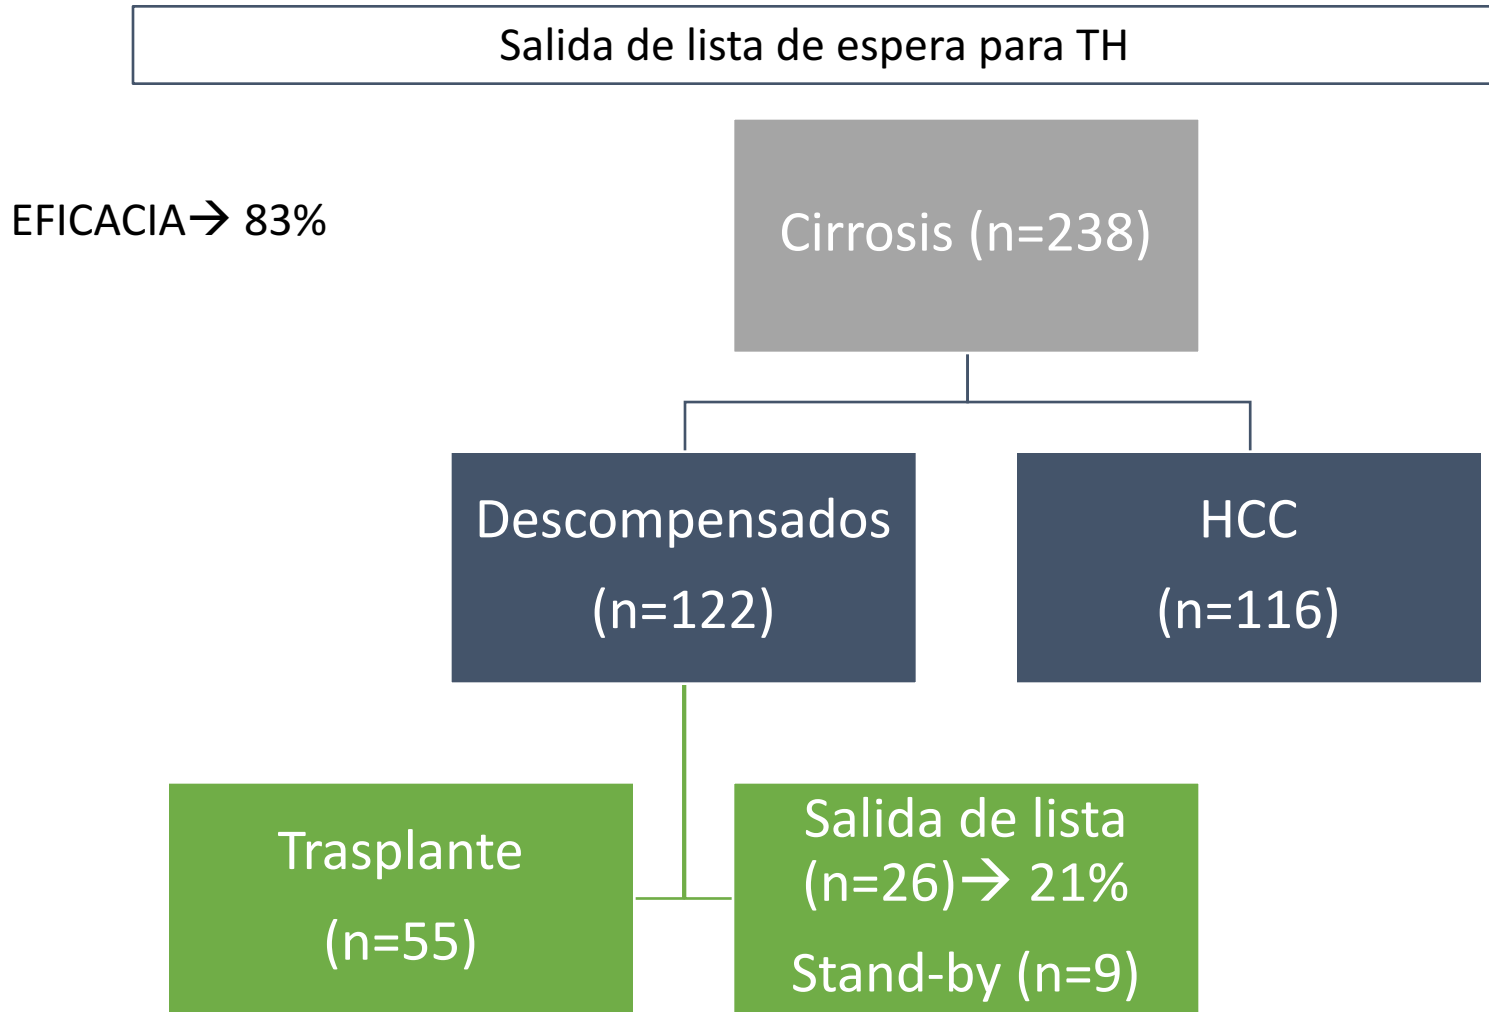 Salida de lista de espera para TH
EFICACIA→ 83%
Cirrosis (n=238)
Descompensados
(n=122)
HCC
(n=116)
Trasplante
(n=55)
Salida de lista
(n=26)→ 21%
Stand-by (n=9)